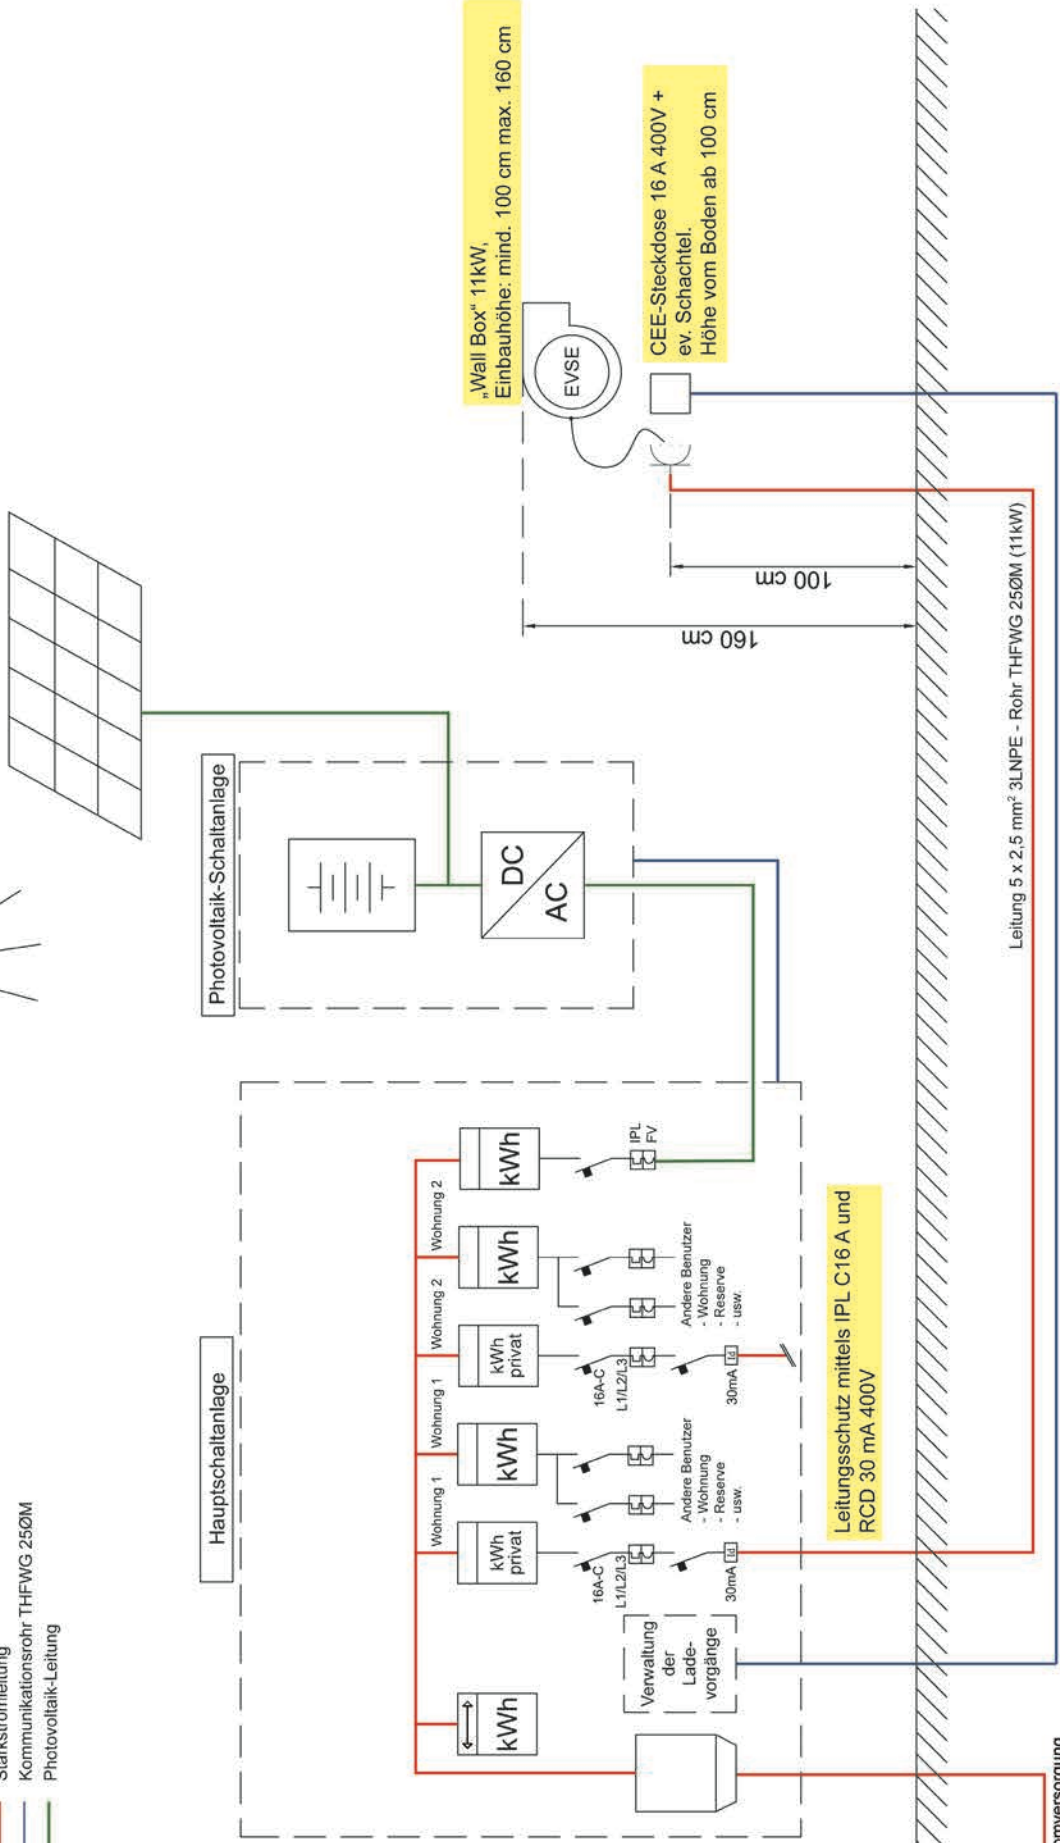 Starkstromleitung
Kommunikationsrohr THFWG 25ØM
Photovoltaik-Leitung
Hauptschaltanlage
Photovoltaik-Schaltanlage
„Wall Box“ 11kW,
Einbauhöhe: mind. 100 cm max. 160 cm
EVSE
CEE-Steckdose 16 A 400V +
ev. Schachtel.
Höhe vom Boden ab 100 cm
160 cm
100 cm
DC
AC
Wohnung 1
Wohnung 1
Wohnung 2
Wohnung 2
kWh
kWh
privat
kWh
kWh
privat
kWh
kWh
16A-C
L1/L2/L3
30mA
Id
Andere Benutzer
- Wohnung
- Reserve
- usw.
16A-C
L1/L2/L3
30mA
Id
Andere Benutzer
- Wohnung
- Reserve
- usw.
IPL
FV
Verwaltung
der
Lade-
vorgänge
Leitungsschutz mittels IPL C16 A und
RCD 30 mA 400V
Leitung 5 x 2,5 mm² 3LNPE - Rohr THFWG 25ØM (11kW)